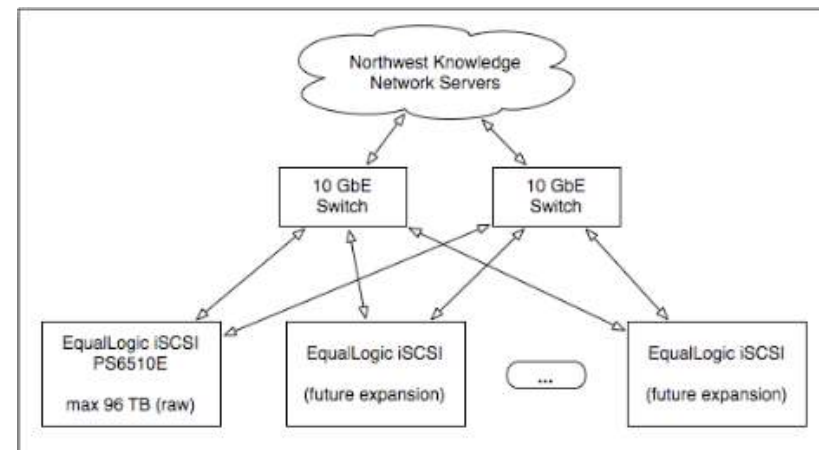 Northwest Knowledge
Network Servers
10 GbE
Switch
10 GbE
Switch
EqualLogic iSCSI
PS6510E
max 96 TB (raw)
EqualLogic iSCSI
(future expansion)
...
EqualLogic iSCSI
(future expansion)